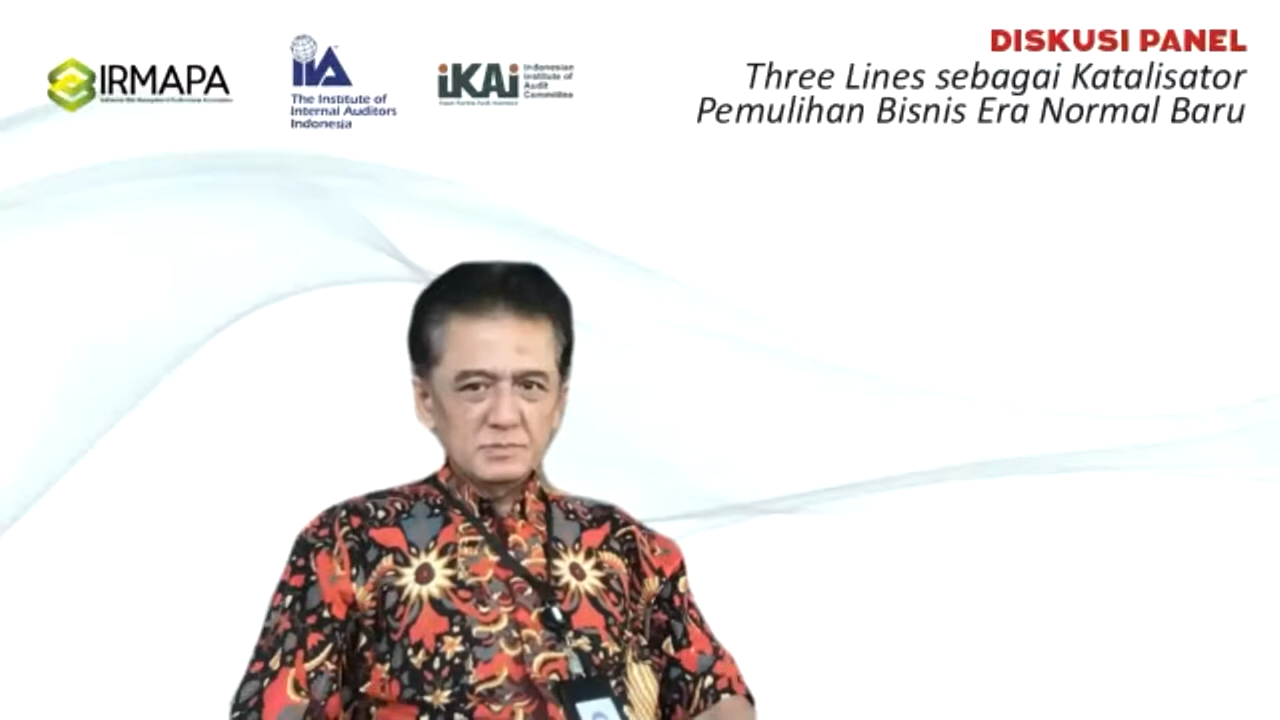 IRMAPA
IIA
The Institute of
Internal Auditors
Indonesia
iKAi
Indonesian
Institute of
Audit
Committee
DISKUSI PANEL
Three Lines sebagai Katalisator
Pemulihan Bisnis Era Normal Baru